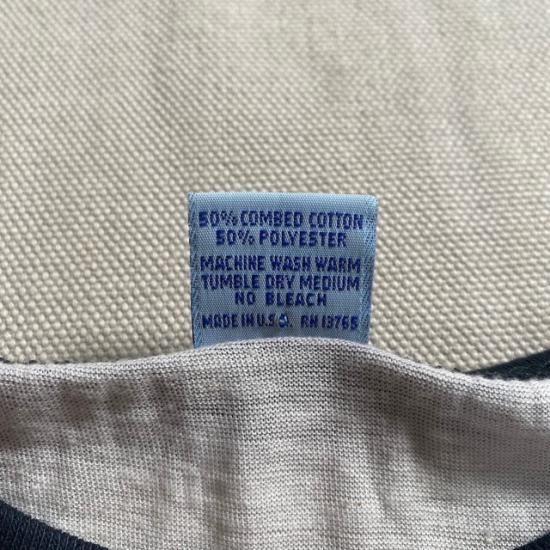 50% COMBED COTTON
50% POLYESTER
MACHINE WASH WARM
TUMBLE DRY MEDIUM
NO BLEACH
MADE IN U.S.A. RN 13765